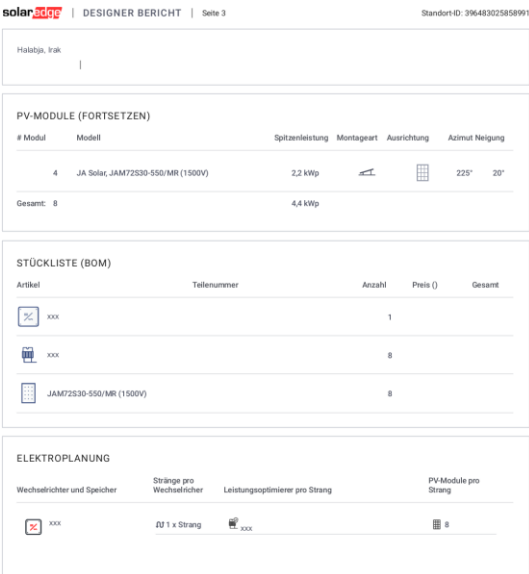 solaredge | DESIGNER BERICHT | Seite 3 Standort-ID: 396483025858991
Halabja, Irak
PV-MODULE (FORTSETZEN)
# Modul Modell Spitzenleistung Montageart Ausrichtung Azimut Neigung
4 JA Solar, JAM72S30-550/MR (1500V) 2,2 kWp 225° 20°
Gesamt: 8 4,4 kWp
STÜCKLISTE (BOM)
Artikel Teilenummer Anzahl Preis () Gesamt
xxx 1
xxx 8
JAM72S30-550/MR (1500V) 8
ELEKTROPLANUNG
Wechselrichter und Speicher Stränge pro Wechselricher Leistungsoptimierer pro Strang PV-Module pro Strang
xxx 1 x Strang xxx 8